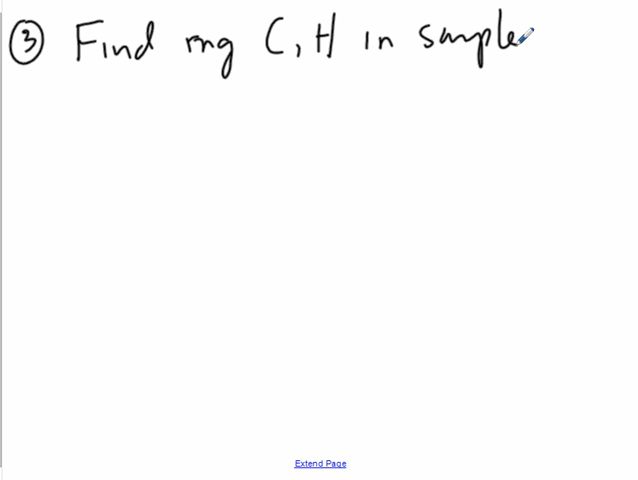 ③ Find mg C, H in sample
Extend Page